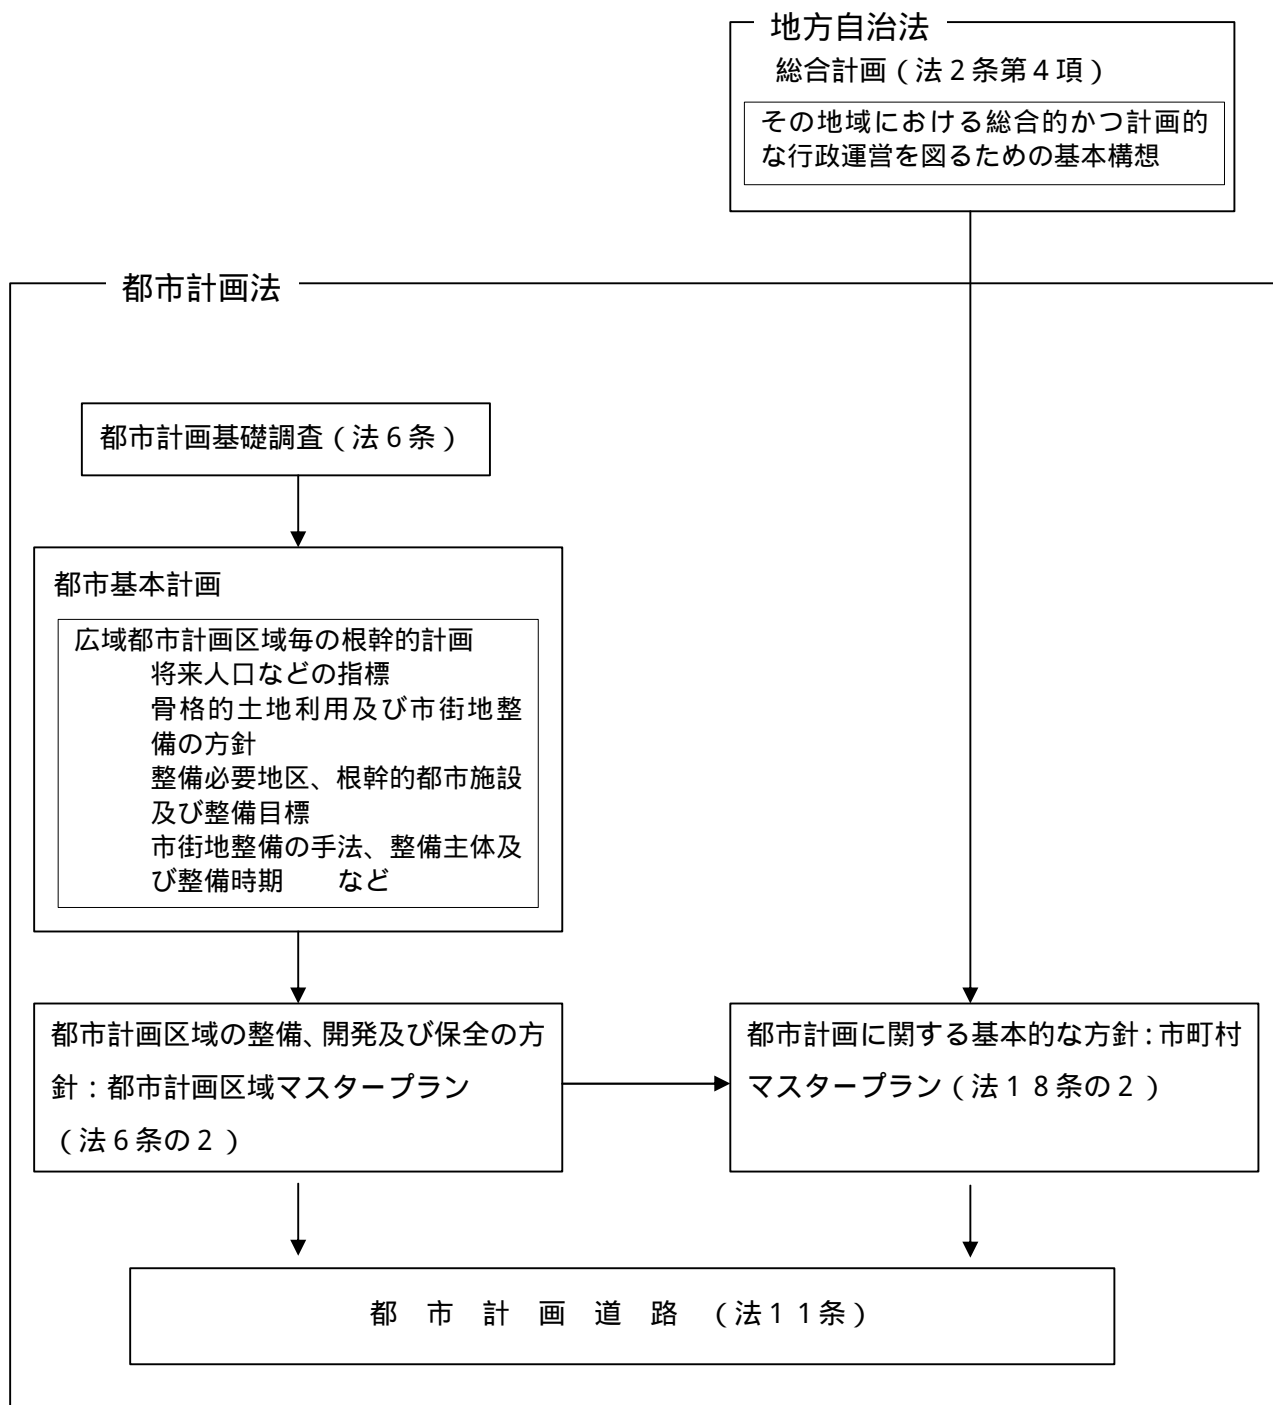 地方自治法
総合計画（法２条第４項）
その地域における総合的かつ計画的
な行政運営を図るための基本構想
都市計画法
都市計画基礎調査（法６条）
都市基本計画
広域都市計画区域毎の根幹的計画
将来人口などの指標
骨格的土地利用及び市街地整
備の方針
整備必要地区、根幹的都市施設
及び整備目標
市街地整備の手法、整備主体及
び整備時期　　など
都市計画区域の整備、開発及び保全の方
針：都市計画区域マスタープラン
（法６条の２）
都市計画に関する基本的な方針：市町村
マスタープラン（法１８条の２）
都　市　計　画　道　路　（法１１条）